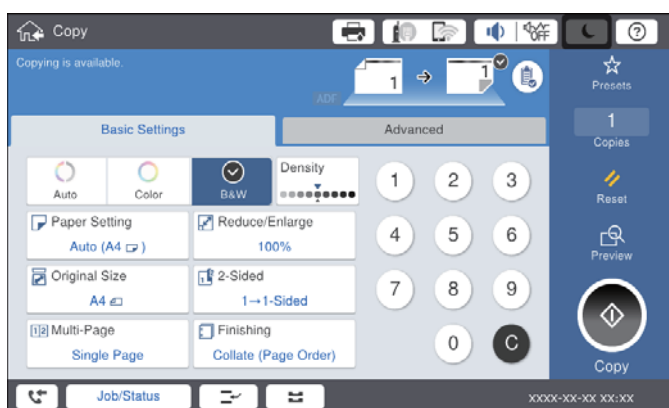 Copy
OFF
?
Copying is available.
ADF
1
1
Presets
Basic Settings
Advanced
1
Copies
Auto
Color
B&W
Density
1
2
3
Reset
Paper Setting
Auto (A4)
Reduce/Enlarge
100%
4
5
6
Preview
Original Size
A4
2-Sided
1→1-Sided
7
8
9
1 2 Multi-Page
Single Page
Finishing
Collate (Page Order)
0
C
Copy
Job/Status
XXXX-XX-XX XX:XX